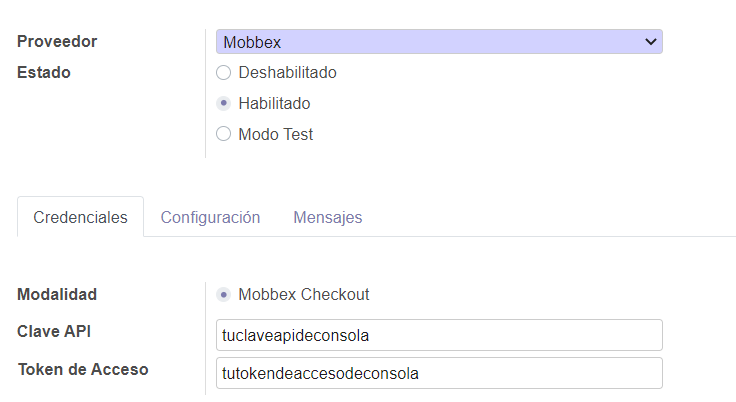 Proveedor Mobbex
Estado Deshabilitado
Habilitado
Modo Test
Credenciales Configuración Mensajes
Modalidad Mobbex Checkout
Clave API tuclaveapideconsola
Token de Acceso tutokendeaccesodeconsola